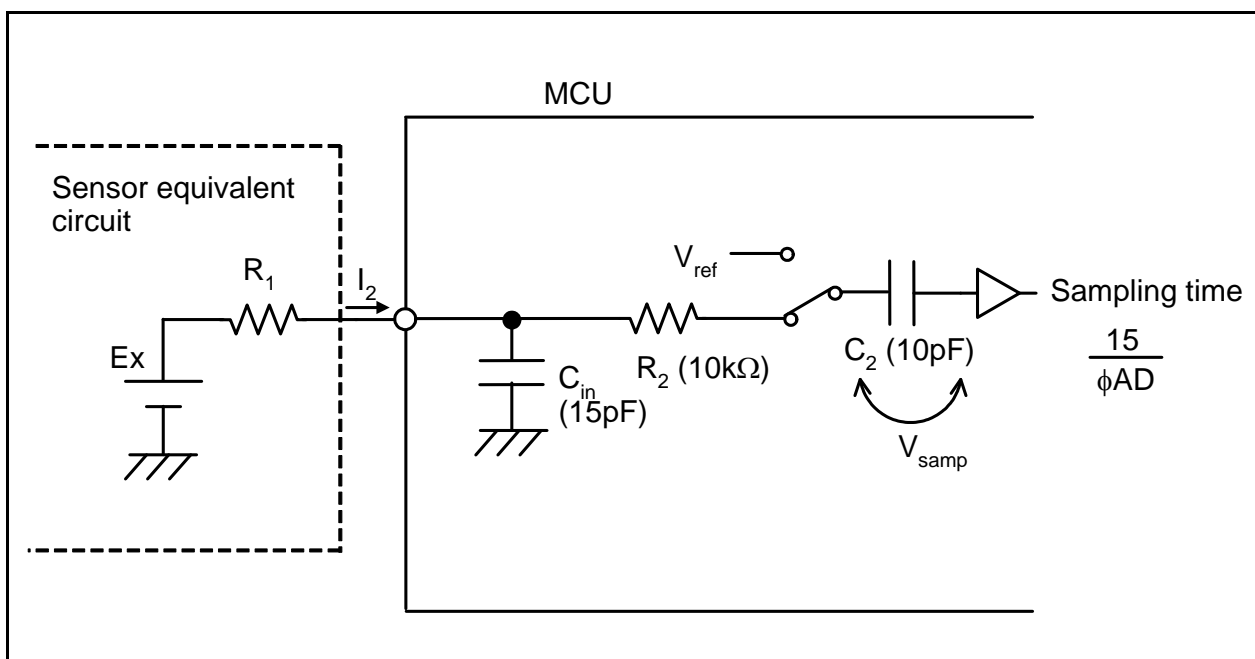 MCU
Sensor equivalent
circuit
R₁
I₂
Vref
Sampling time
15
ϕAD
Ex
Cin
(15pF)
R₂ (10kΩ)
C₂ (10pF)
Vsamp